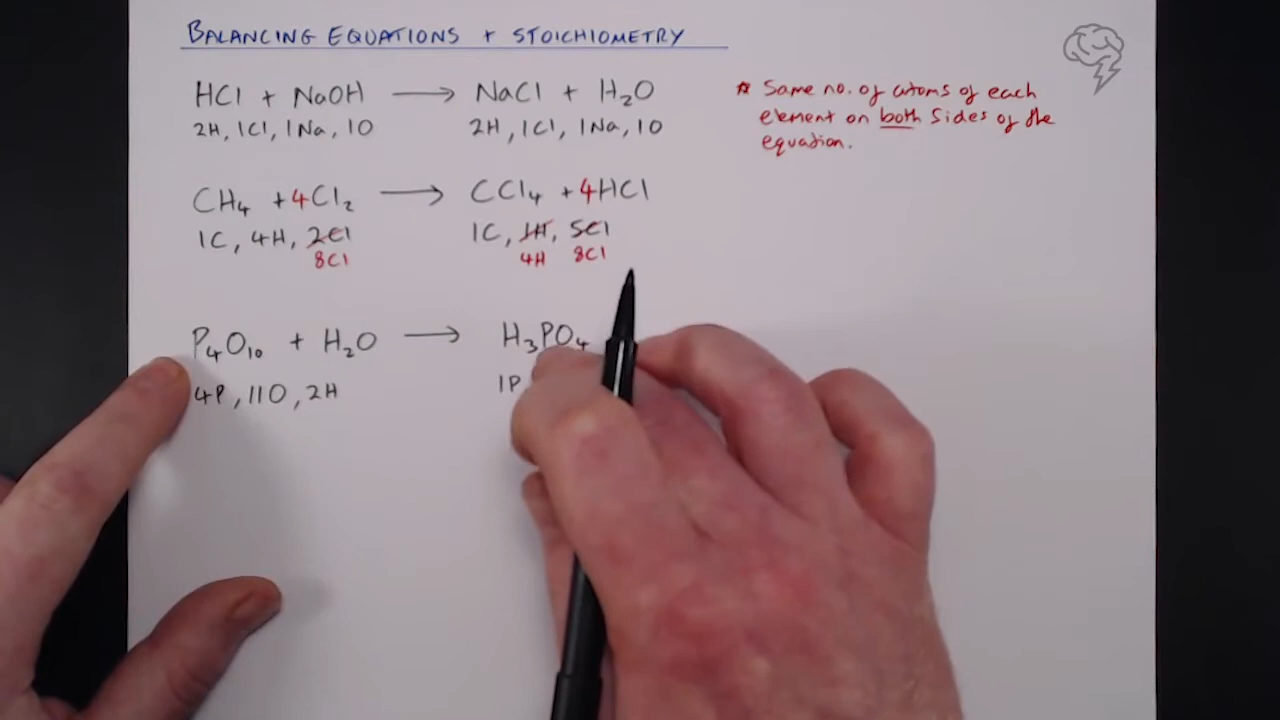 BALANCING EQUATIONS + STOICHIOMETRY
HCl + NaOH ⟶ NaCl + H₂O
2H, 1Cl, 1Na, 1O 2H, 1Cl, 1Na, 1O
* Same no. of atoms of each
element on both sides of the
equation.
CH₄ + 4Cl₂ ⟶ CCl₄ + 4HCl
1C, 4H, 2Cl 1C, 1H, 5Cl
8Cl 4H 8Cl
P₄O₁₀ + H₂O ⟶ H₃PO₄
4P, 11O, 2H 1P